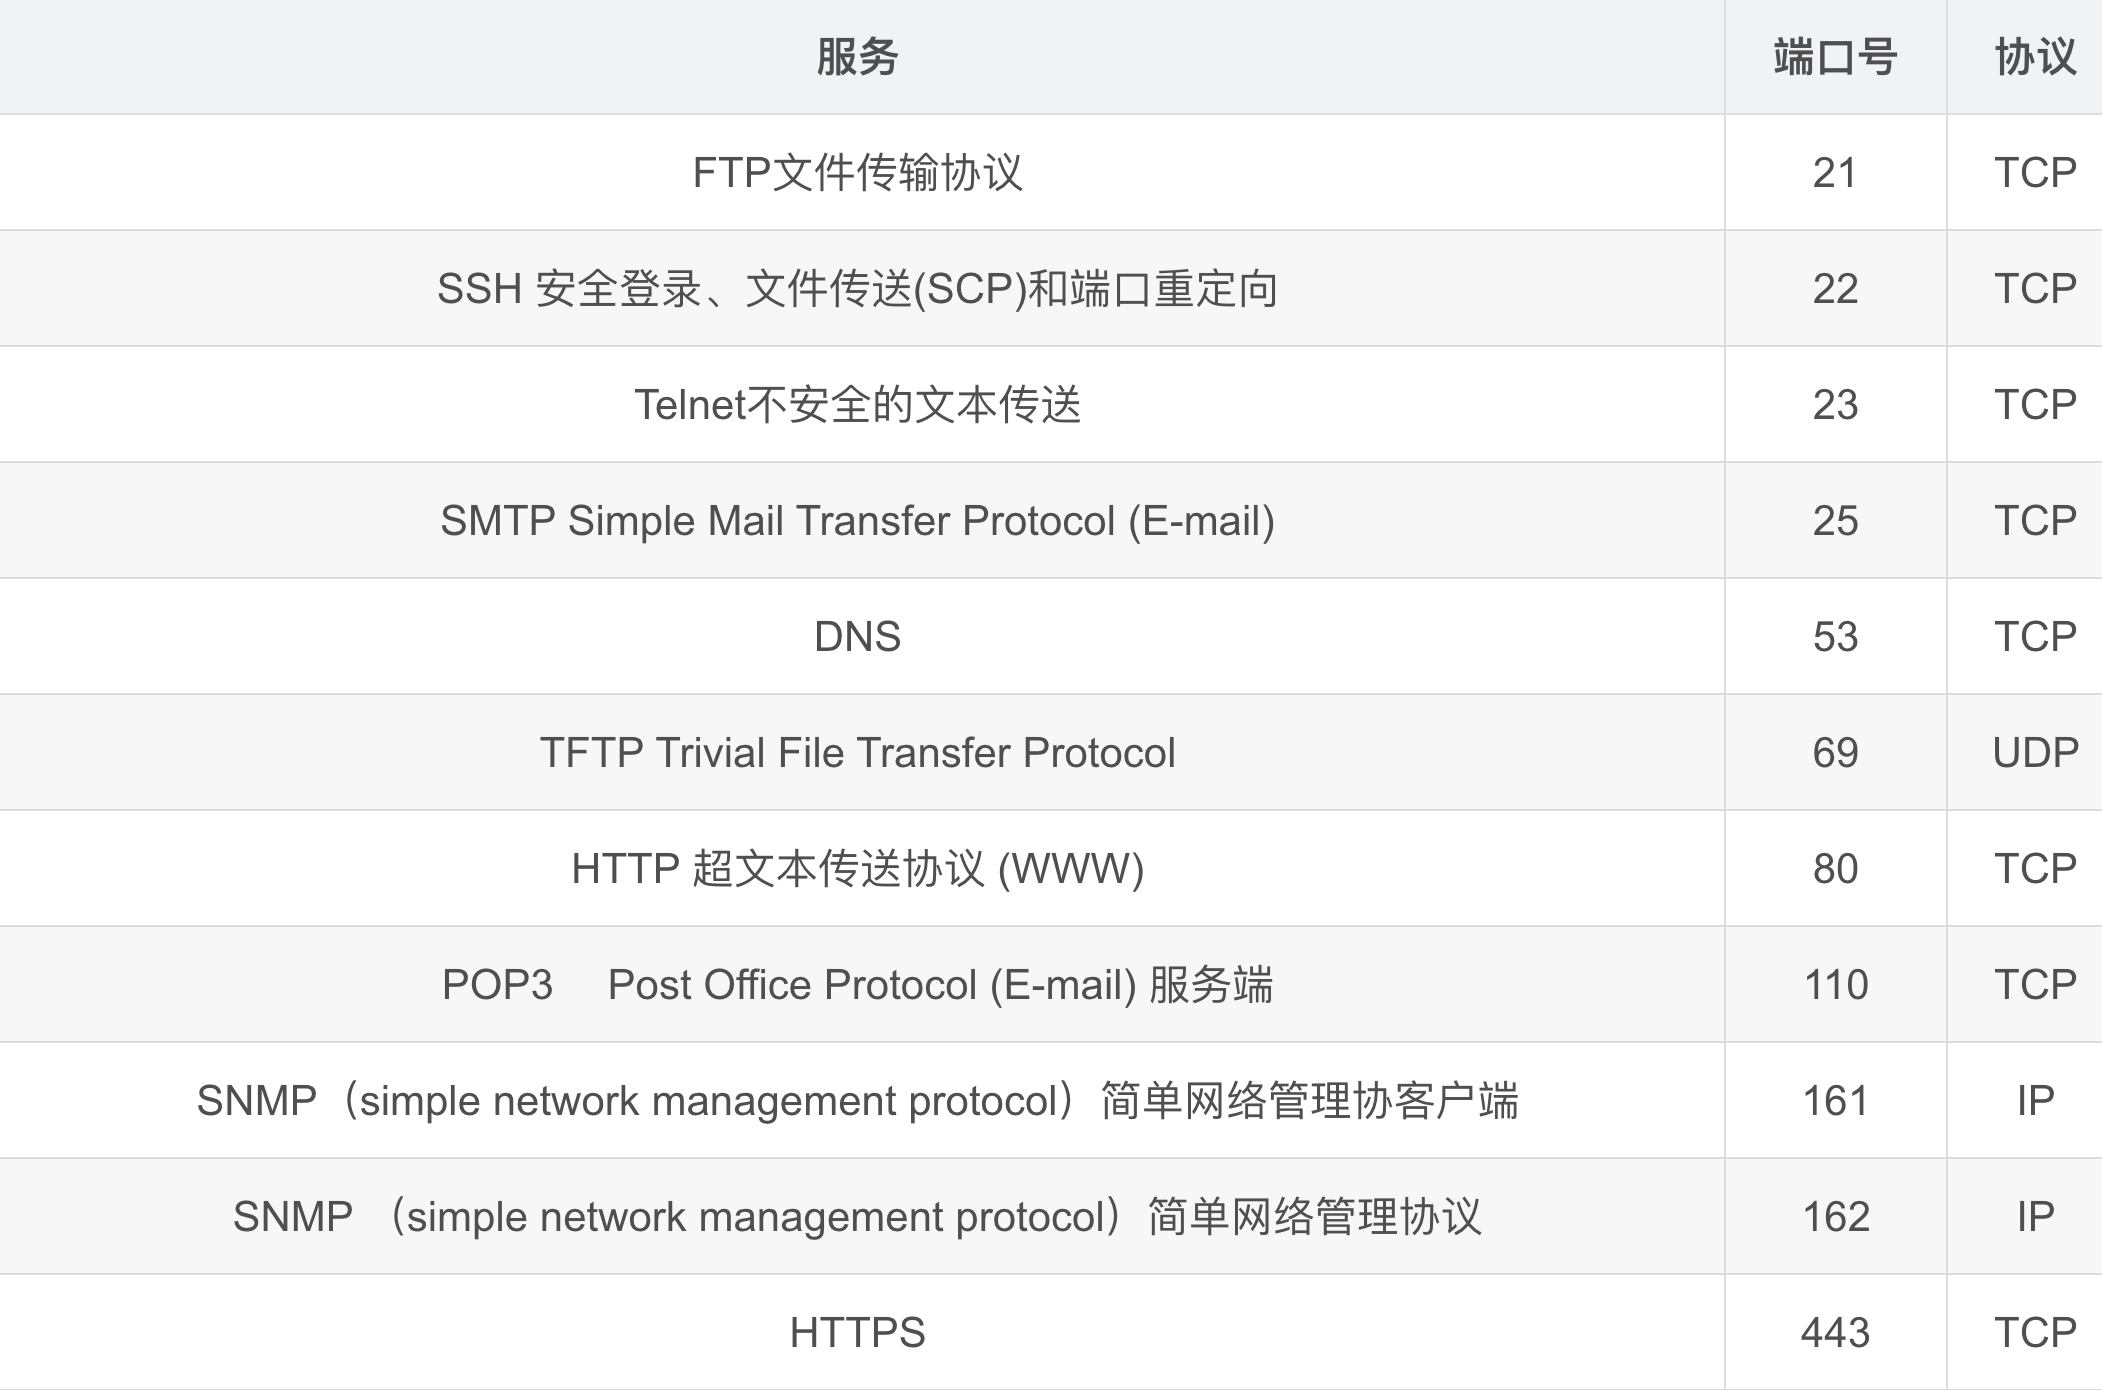 服务 端口号 协议
FTP文件传输协议 21 TCP
SSH 安全登录、文件传送(SCP)和端口重定向 22 TCP
Telnet不安全的文本传送 23 TCP
SMTP Simple Mail Transfer Protocol (E-mail) 25 TCP
DNS 53 TCP
TFTP Trivial File Transfer Protocol 69 UDP
HTTP 超文本传送协议 (WWW) 80 TCP
POP3 Post Office Protocol (E-mail) 服务端 110 TCP
SNMP（simple network management protocol）简单网络管理协客户端 161 IP
SNMP （simple network management protocol）简单网络管理协议 162 IP
HTTPS 443 TCP